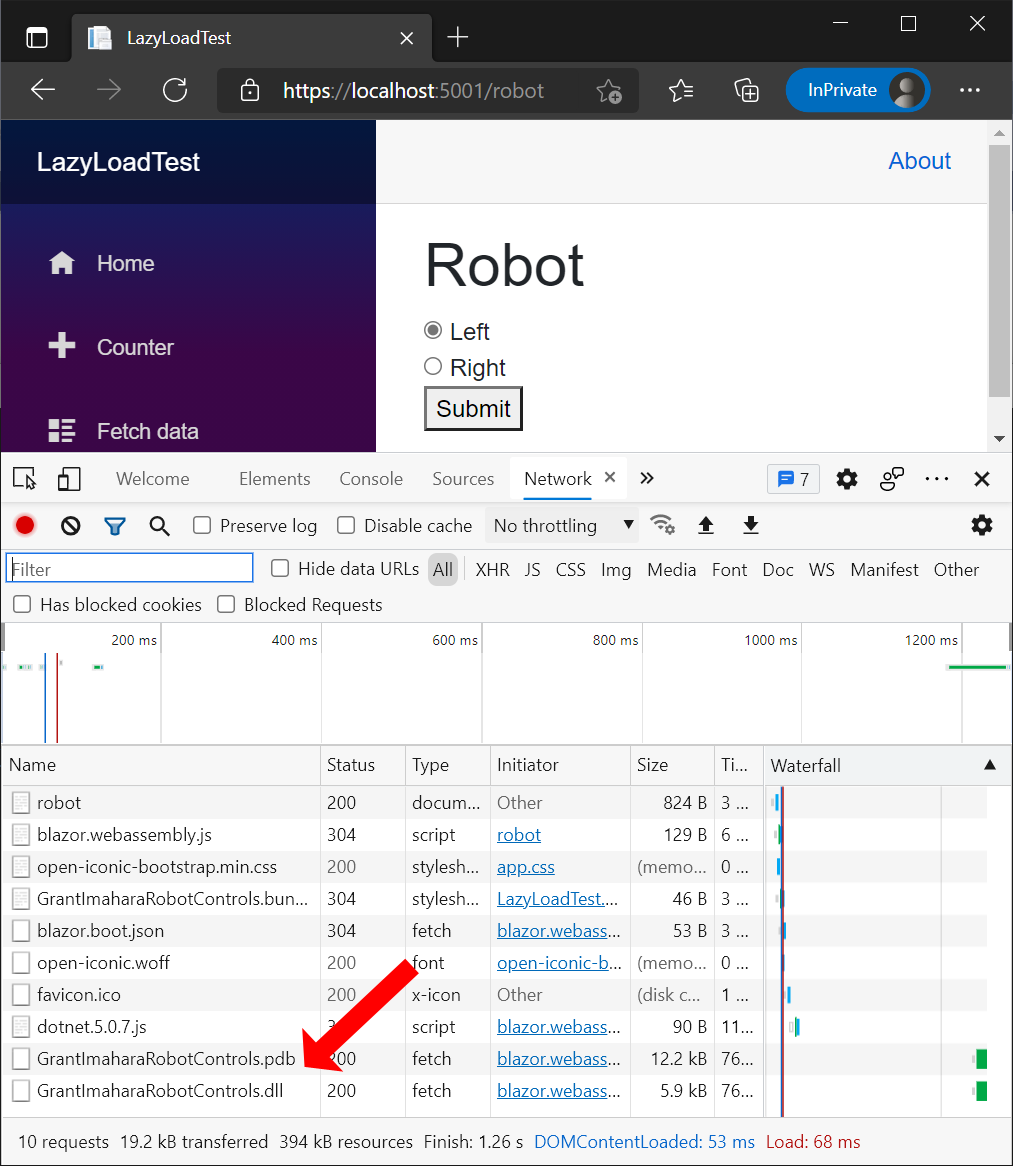 LazyLoadTest
https://localhost:5001/robot
InPrivate
LazyLoadTest
About
Home
Counter
Fetch data
Robot
Left
Right
Submit
Welcome Elements Console Sources Network 7
Preserve log Disable cache No throttling
Filter Hide data URLs All XHR JS CSS Img Media Font Doc WS Manifest Other
Has blocked cookies Blocked Requests
200 ms 400 ms 600 ms 800 ms 1000 ms 1200 ms
Name Status Type Initiator Size Ti... Waterfall
robot 200 docum... Other 824 B 3 ...
blazor.webassembly.js 304 script robot 129 B 6 ...
open-iconic-bootstrap.min.css 200 stylesh... app.css (memo... 0 ...
GrantImaharaRobotControls.bun... 304 stylesh... LazyLoadTest.... 46 B 3 ...
blazor.boot.json 304 fetch blazor.webass... 53 B 3 ...
open-iconic.woff 200 font open-iconic-b... (memo... 0 ...
favicon.ico 200 x-icon Other (disk c... 1 ...
dotnet.5.0.7.js script blazor.webass... 90 B 11...
GrantImaharaRobotControls.pdb 200 fetch blazor.webass... 12.2 kB 76...
GrantImaharaRobotControls.dll 200 fetch blazor.webass... 5.9 kB 76...
10 requests 19.2 kB transferred 394 kB resources Finish: 1.26 s DOMContentLoaded: 53 ms Load: 68 ms